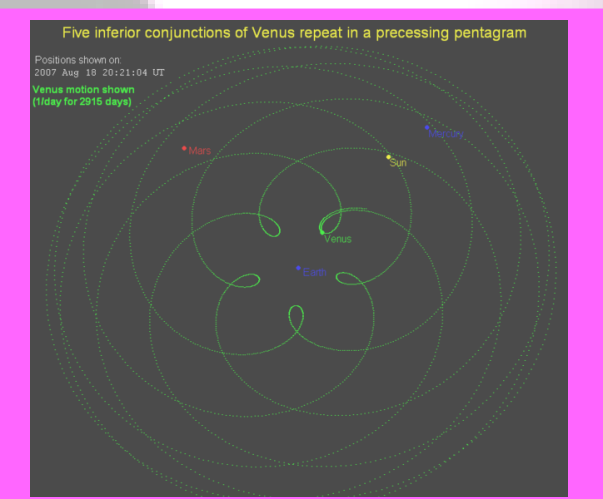 Five inferior conjunctions of Venus repeat in a precessing pentagram
Positions shown on:
2007 Aug 18 20:21:04 UT
Venus motion shown
(1/day for 2915 days)
Mercury
Mars
Sun
Venus
Earth